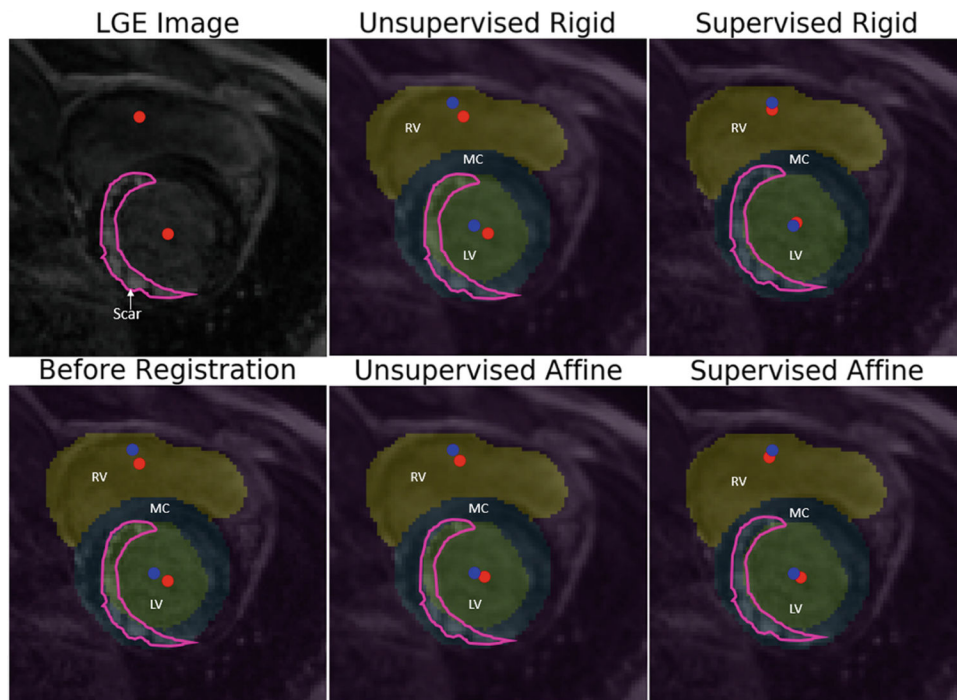 LGE Image
Unsupervised Rigid
Supervised Rigid
RV
MC
LV
RV
MC
LV
Scar
Before Registration
Unsupervised Affine
Supervised Affine
RV
MC
LV
RV
MC
LV
RV
MC
LV